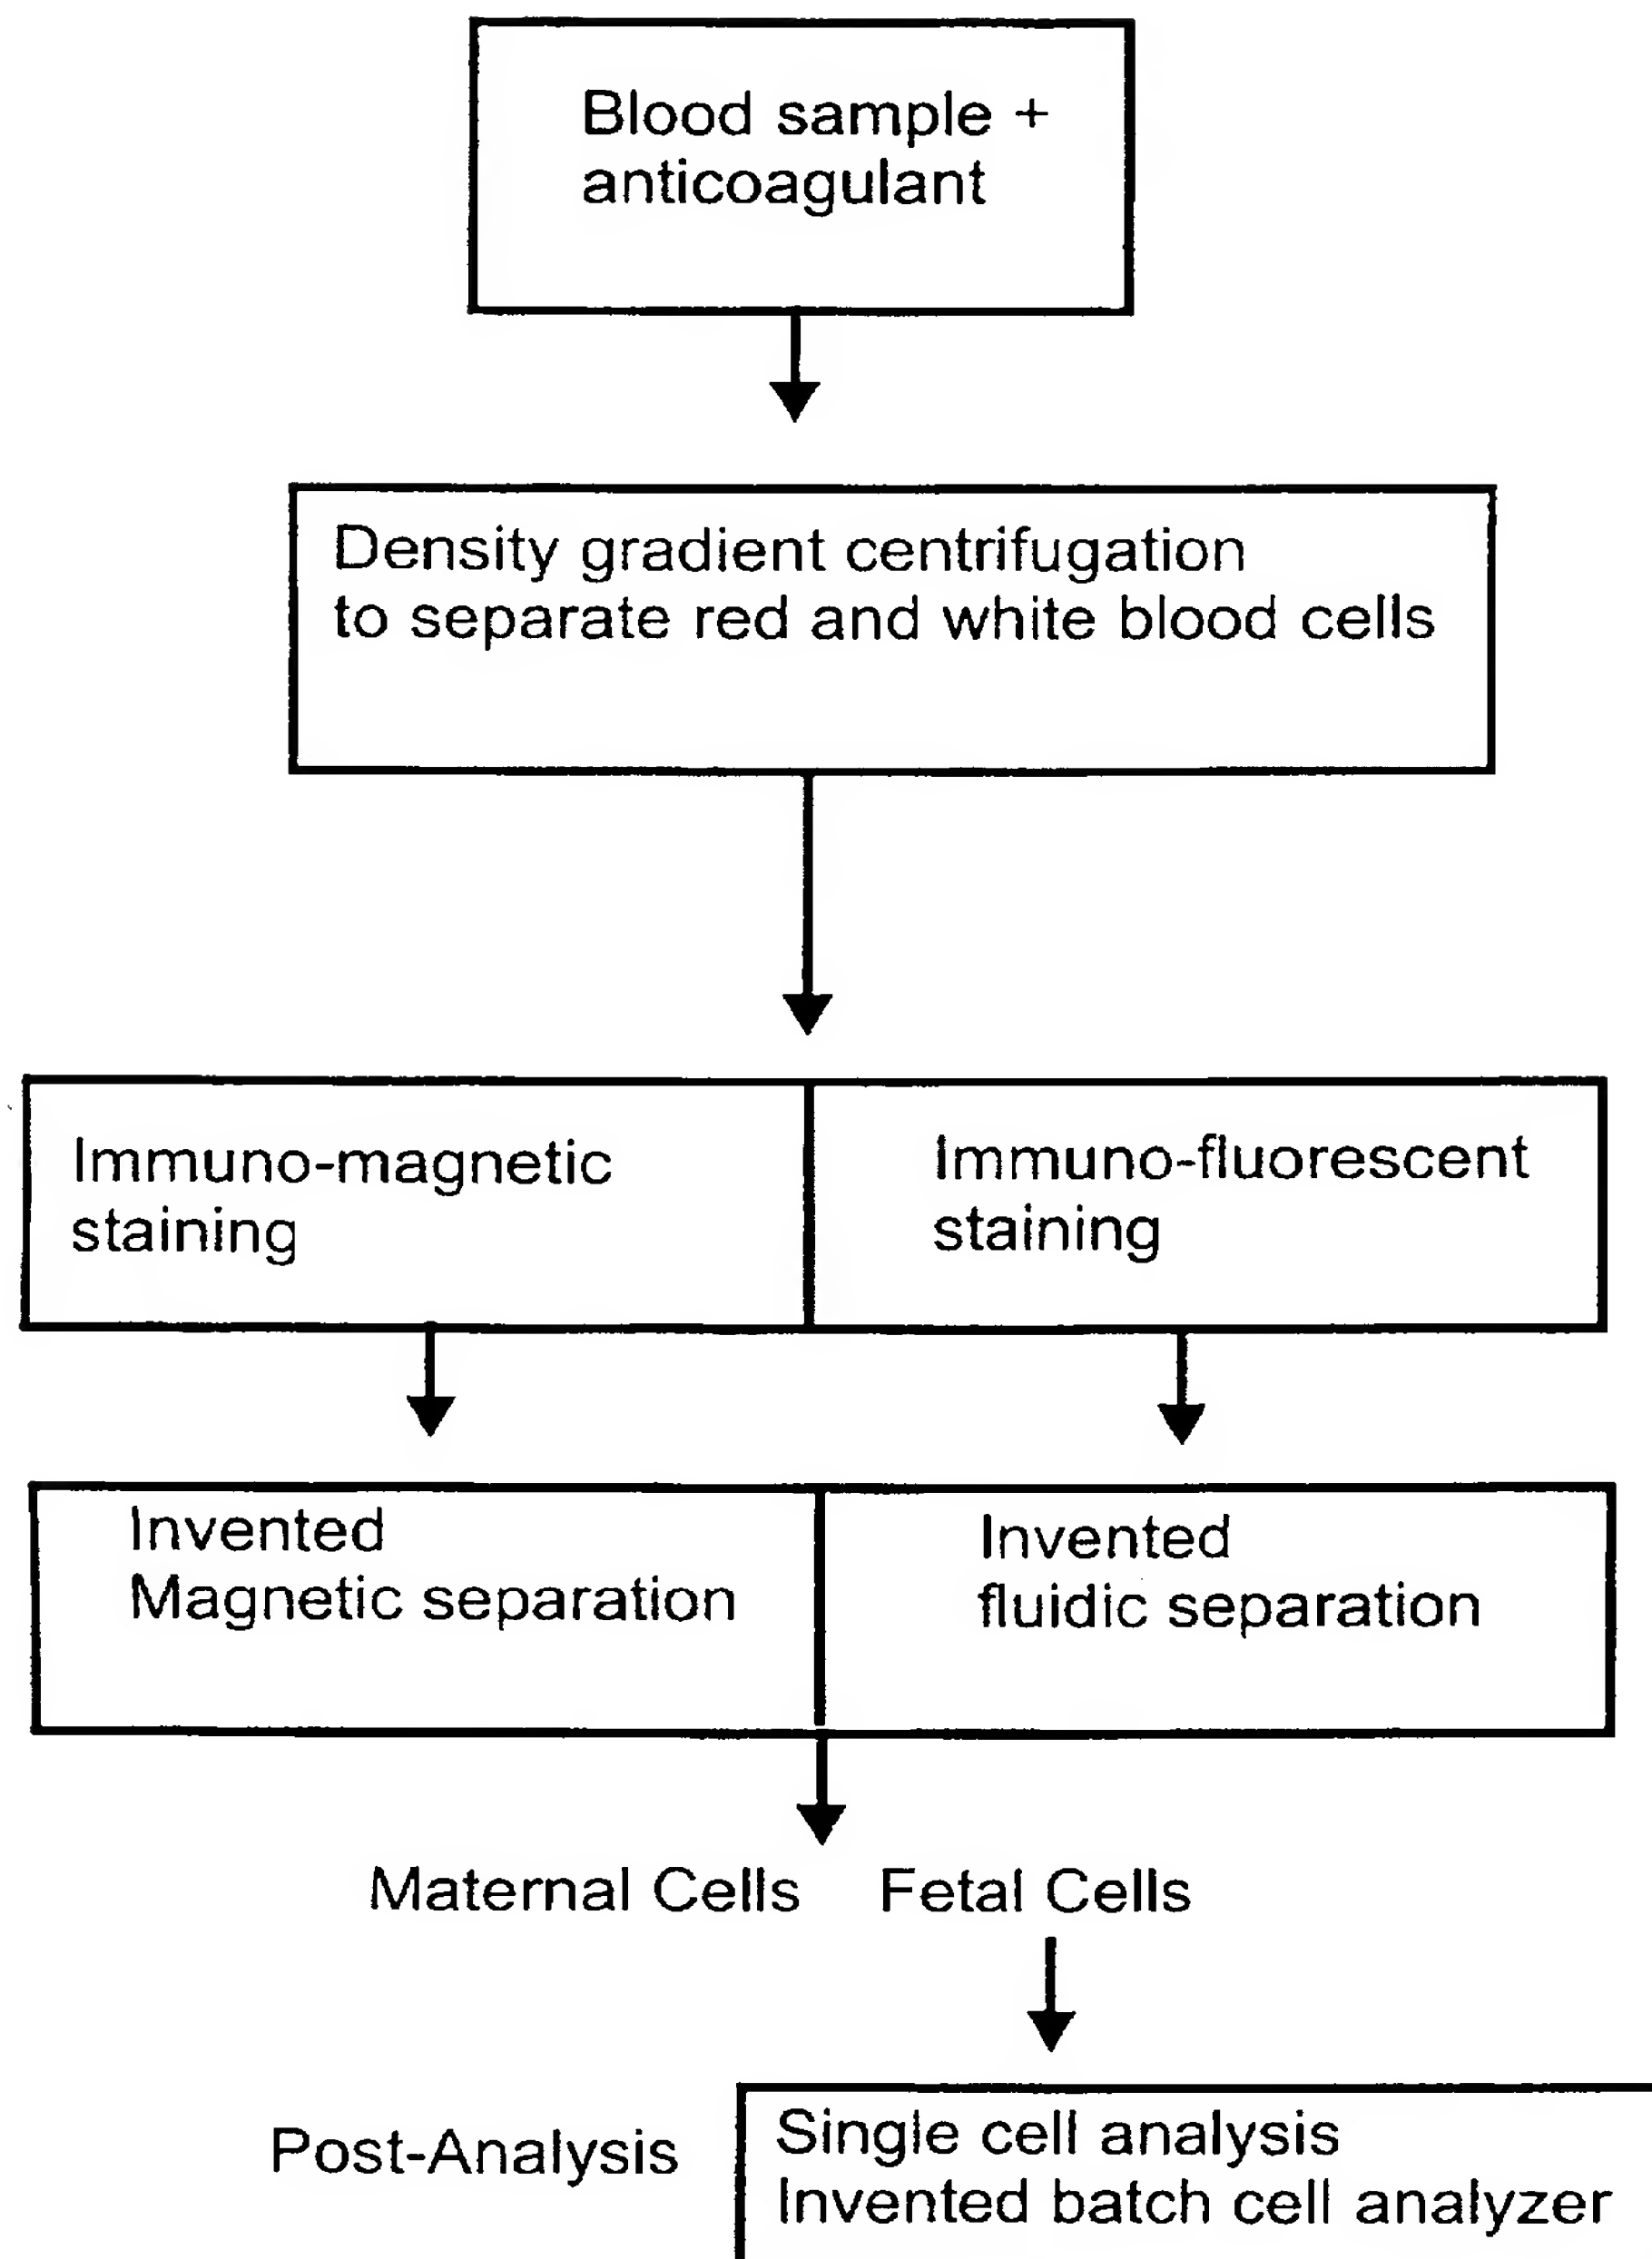 Blood sample +
anticoagulant
Density gradient centrifugation
to separate red and white blood cells
Immuno-magnetic
staining
Immuno-fluorescent
staining
Invented
Magnetic separation
Invented
fluidic separation
Maternal Cells Fetal Cells
Post-Analysis
Single cell analysis
Invented batch cell analyzer